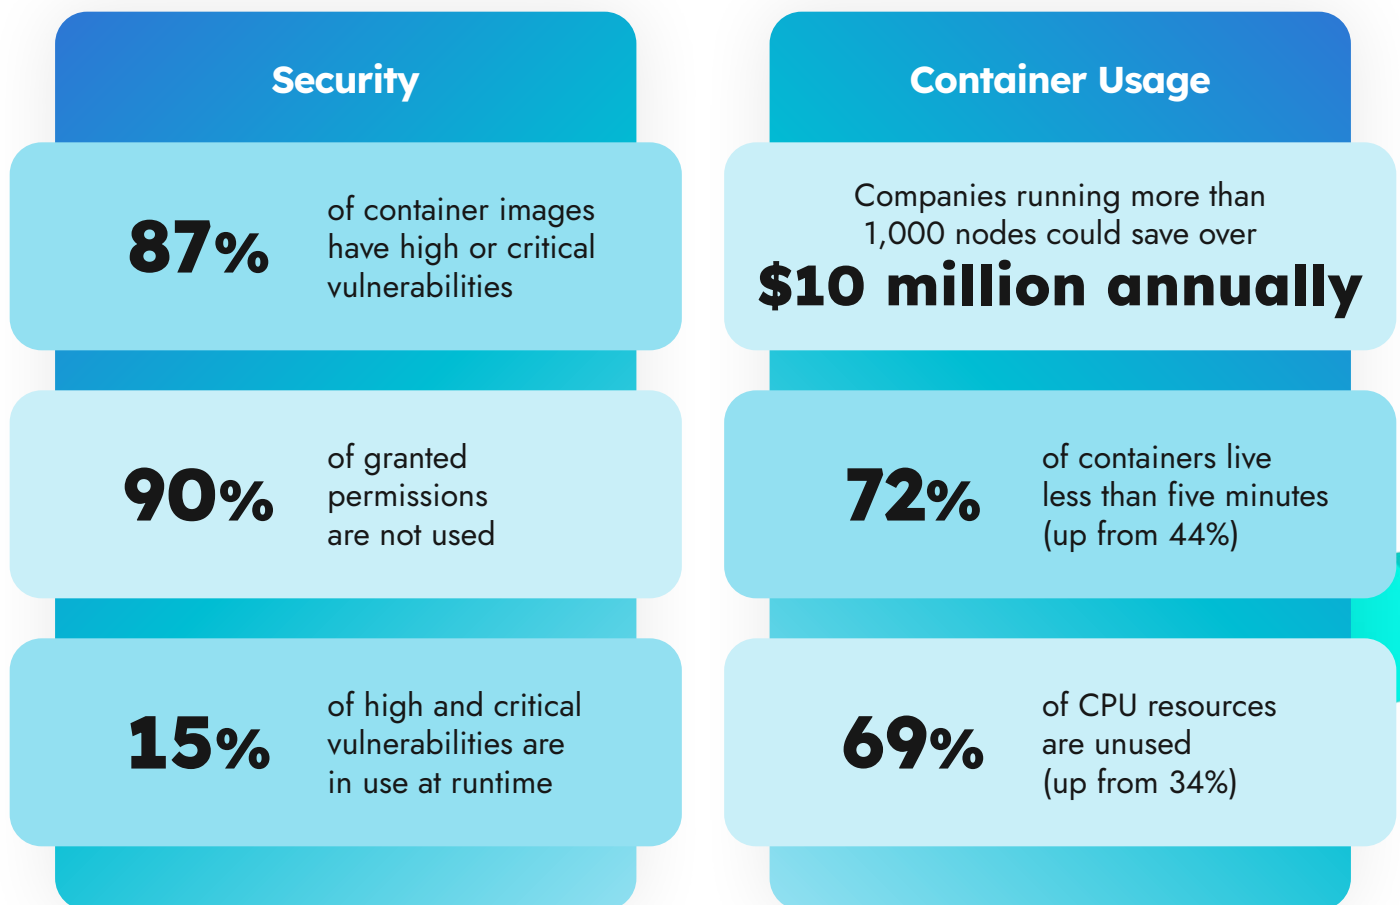 Security
87%
of container images
have high or critical
vulnerabilities
90%
of granted
permissions
are not used
15%
of high and critical
vulnerabilities are
in use at runtime
Container Usage
Companies running more than
1,000 nodes could save over
$10 million annually
72%
of containers live
less than five minutes
(up from 44%)
69%
of CPU resources
are unused
(up from 34%)